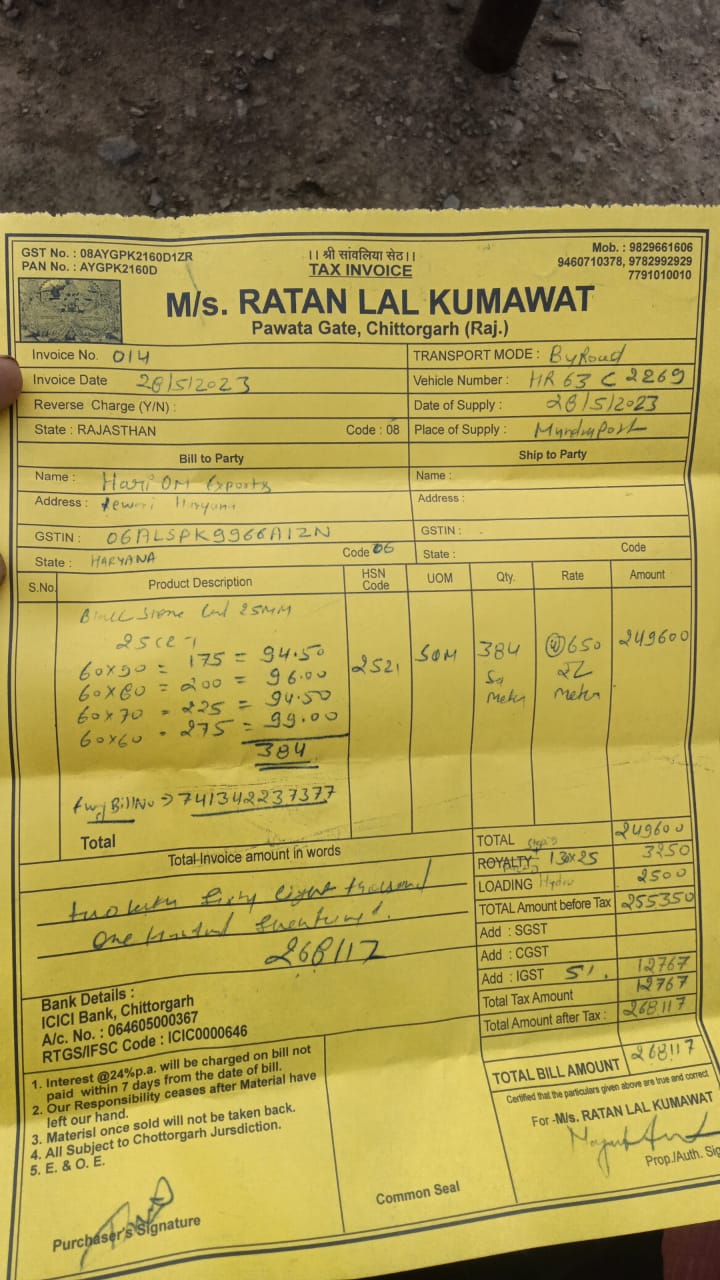 GST No. : 08AYGPK2160D1ZR
PAN No. : AYGPK2160D
।। श्री सांवलिया सेठ।।
TAX INVOICE
Mob. : 9829661606
9460710378, 9782992929
7791010010
M/s. RATAN LAL KUMAWAT
Pawata Gate, Chittorgarh (Raj.)
Invoice No. 014
TRANSPORT MODE : By Road
Invoice Date 28/5/2023
Vehicle Number : HR 63 C 2269
Reverse Charge (Y/N) :
Date of Supply : 28/5/2023
State : RAJASTHAN Code : 08
Place of Supply :
Bill to Party
Ship to Party
Name : Hari OM Exports
Name :
Address : Rewari Haryana
Address :
GSTIN : 06ALSPK9966A1ZN
GSTIN :
State : HARYANA Code 06
State : Code
S.No. Product Description HSN Code UOM Qty. Rate Amount
Black Stone 25MM
60x90 = 175 = 94.50
2521 SQM 384 Sq Meter 650 Meter 249600
60x80 = 200 = 96.00
60x70 = 225 = 94.50
60x60 = 275 = 99.00
384
Bill No → 741342237377
Total
TOTAL 249600
Total Invoice amount in words
ROYALTY 130x25 3250
LOADING Hydra 2500
two Sixty Eight thousand
TOTAL Amount before Tax 255350
One Hundred
Add : SGST
268117
Add : CGST
Add : IGST 5%. 12767
Total Tax Amount 12767
Total Amount after Tax : 268117
Bank Details :
ICICI Bank, Chittorgarh
A/c. No. : 064605000367
RTGS/IFSC Code : ICIC0000646
TOTAL BILL AMOUNT 268117
Certified that the particulars given above are true and correct
For -M/s. RATAN LAL KUMAWAT
1. Interest @24%p.a. will be charged on bill not
paid within 7 days from the date of bill.
2. Our Responsibility ceases after Material have
left our hand.
3. Materisl once sold will not be taken back.
4. All Subject to Chottorgarh Jursdiction.
5. E. & O. E.
Prop./Auth. Sig
Purchaser's Signature
Common Seal